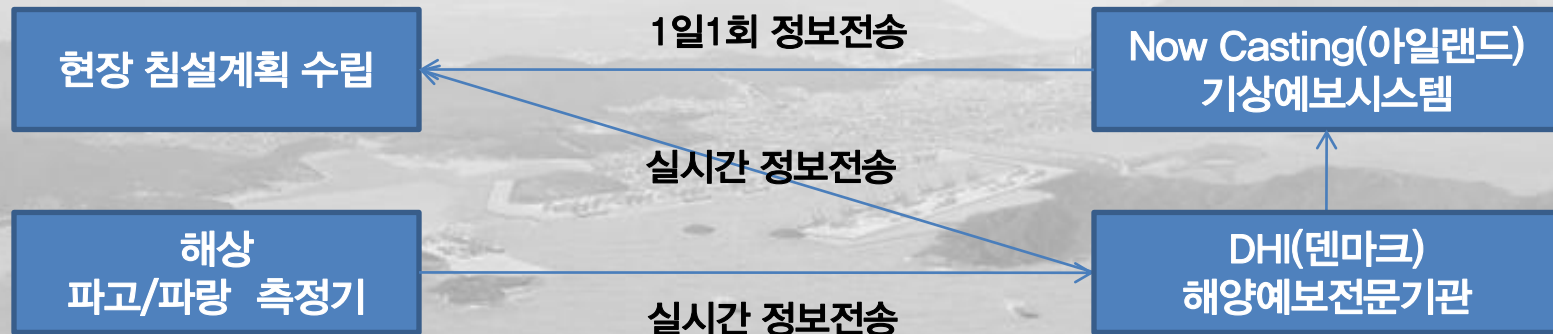 현장 침설계획 수립
1일1회 정보전송
Now Casting(아일랜드)
기상예보시스템
실시간 정보전송
해상
파고/파랑 측정기
실시간 정보전송
DHI(덴마크)
해양예보전문기관